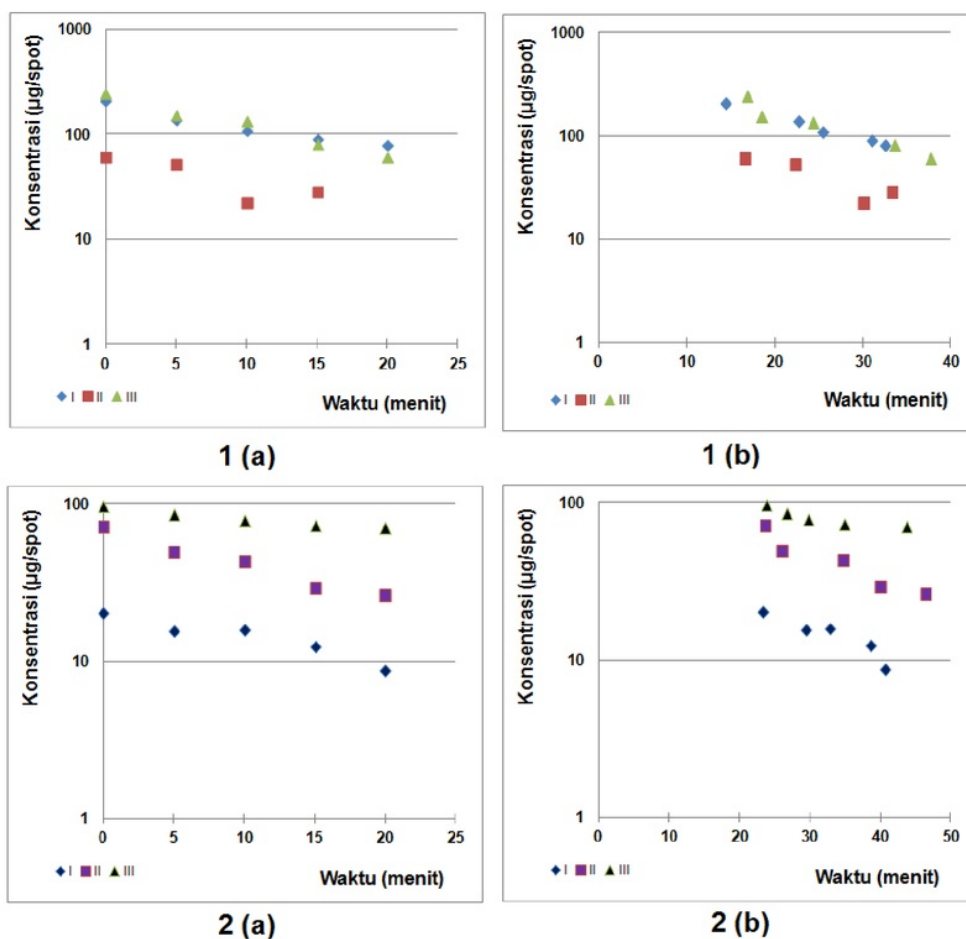 1000
100
10
1
0 5 10 15 20 25
Konsentrasi (µg/spot)
Waktu (menit)
I II III
1 (a)
1000
100
10
1
0 10 20 30 40
Konsentrasi (µg/spot)
Waktu (menit)
I II III
1 (b)
100
10
1
0 5 10 15 20 25
Konsentrasi (µg/spot)
Waktu (menit)
I II III
2 (a)
100
10
1
0 10 20 30 40 50
Konsentrasi (µg/spot)
Waktu (menit)
I II III
2 (b)